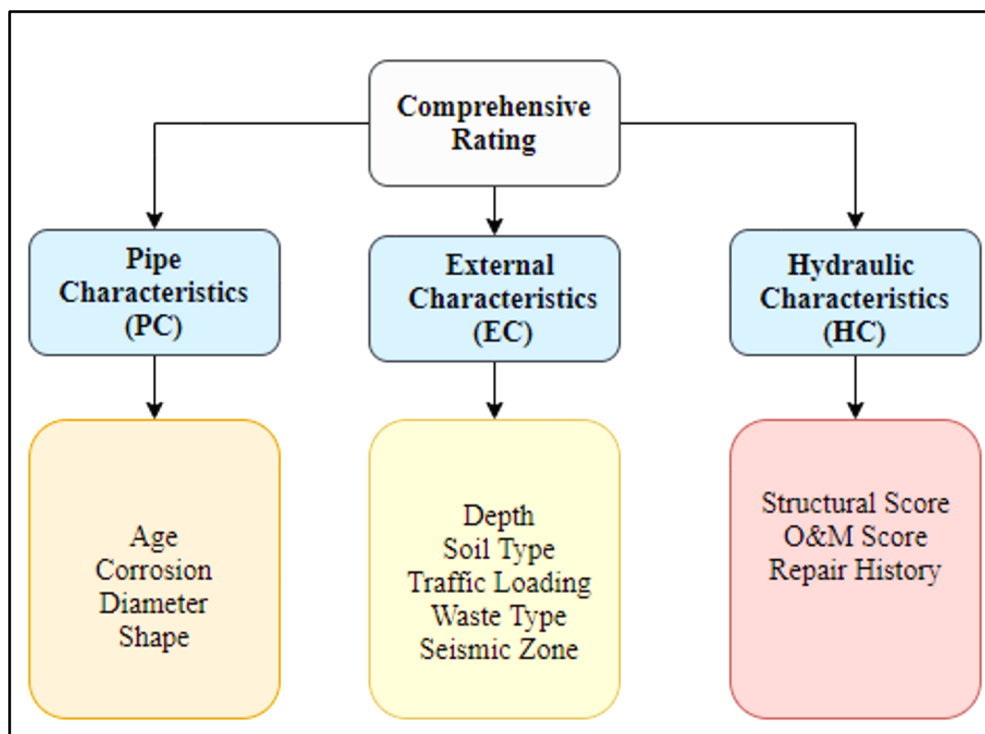 Comprehensive
Rating
Pipe
Characteristics
(PC)
External
Characteristics
(EC)
Hydraulic
Characteristics
(HC)
Age
Corrosion
Diameter
Shape
Depth
Soil Type
Traffic Loading
Waste Type
Seismic Zone
Structural Score
O&M Score
Repair History